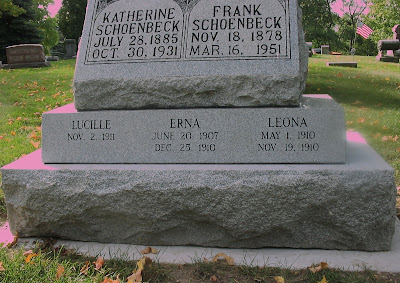 KATHERINE
SCHOENBECK
JULY 28, 1885
OCT. 30, 1931
FRANK
SCHOENBECK
NOV. 18, 1878
MAR. 16, 1951
LUCILLE
NOV. 2, 1911
ERNA
JUNE 20, 1907
DEC. 25, 1910
LEONA
MAY 1, 1910
NOV. 19, 1910